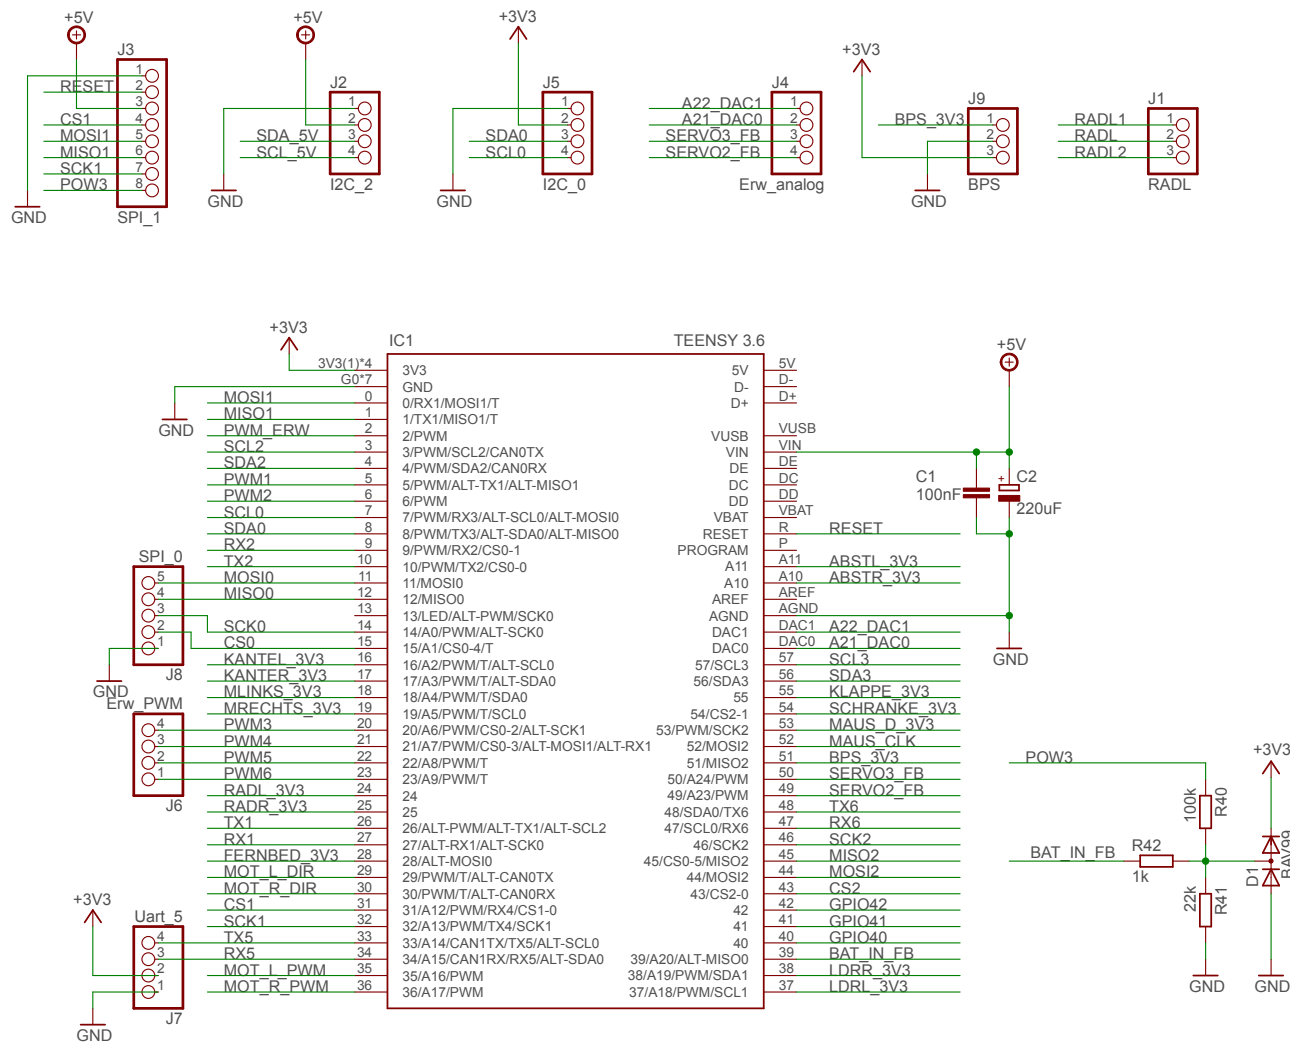 +5V
J3
1
RESET 2
3
CS1 4
MOSI1 5
MISO1 6
SCK1 7
POW3 8
GND
SPI_1
+5V
J2
1
2
SDA_5V 3
SCL_5V 4
I2C_2
GND
+3V3
J5
1
2
SDA0 3
SCL0 4
I2C_0
GND
J4
A22_DAC1 1
A21_DAC0 2
SERVO3_FB 3
SERVO2_FB 4
Erw_analog
+3V3
J9
BPS_3V3 1
2
3
BPS
GND
J1
RADL1 1
RADL 2
RADL2 3
RADL
+3V3
IC1 TEENSY 3.6
3V3(1)*4 3V3
G0*7 GND
GND
MOSI1 0 0/RX1/MOSI1/T
MISO1 1 1/TX1/MISO1/T
PWM_ERW 2 2/PWM
SCL2 3 3/PWM/SCL2/CAN0TX
SDA2 4 4/PWM/SDA2/CAN0RX
PWM1 5 5/PWM/ALT-TX1/ALT-MISO1
PWM2 6 6/PWM
SCL0 7 7/PWM/RX3/ALT-SCL0/ALT-MOSI0
SDA0 8 8/PWM/TX3/ALT-SDA0/ALT-MISO0
RX2 9 9/PWM/RX2/CS0-1
TX2 10 10/PWM/TX2/CS0-0
SPI_0
5 MOSI0 11 11/MOSI0
4 MISO0 12 12/MISO0
3 13 13/LED/ALT-PWM/SCK0
2 SCK0 14 14/A0/PWM/ALT-SCK0
1 CS0 15 15/A1/CS0-4/T
J8
GND
KANTEL_3V3 16 16/A2/PWM/T/ALT-SCL0
KANTER_3V3 17 17/A3/PWM/T/ALT-SDA0
MLINKS_3V3 18 18/A4/PWM/T/SDA0
MRECHTS_3V3 19 19/A5/PWM/T/SCL0
Erw_PWM
4 PWM3 20 20/A6/PWM/CS0-2/ALT-SCK1
3 PWM4 21 21/A7/PWM/CS0-3/ALT-MOSI1/ALT-RX1
2 PWM5 22 22/A8/PWM/T
1 PWM6 23 23/A9/PWM/T
J6
RADL_3V3 24 24
RADR_3V3 25 25
TX1 26 26/ALT-PWM/ALT-TX1/ALT-SCL2
RX1 27 27/ALT-RX1/ALT-SCK0
FERNBED_3V3 28 28/ALT-MOSI0
MOT_L_DIR 29 29/PWM/T/ALT-CAN0TX
MOT_R_DIR 30 30/PWM/T/ALT-CAN0RX
CS1 31 31/A12/PWM/RX4/CS1-0
SCK1 32 32/A13/PWM/TX4/SCK1
+3V3
Uart_5
4 TX5 33 33/A14/CAN1TX/TX5/ALT-SCL0
3 RX5 34 34/A15/CAN1RX/RX5/ALT-SDA0
2 MOT_L_PWM 35 35/A16/PWM
1 MOT_R_PWM 36 36/A17/PWM
J7
GND
5V 5V
D- D-
D+ D+
VUSB VUSB
VIN VIN
DE DE
DC DC
DD DD
VBAT VBAT
RESET R RESET
PROGRAM P
A11 A11 ABSTL_3V3
A10 A10 ABSTR_3V3
AREF AREF
AGND AGND
DAC1 DAC1 A22_DAC1
DAC0 DAC0 A21_DAC0
57/SCL3 57 SCL3
56/SDA3 56 SDA3
55 55 KLAPPE_3V3
54/CS2-1 54 SCHRANKE_3V3
53/PWM/SCK2 53 MAUS_D_3V3
52/MOSI2 52 MAUS_CLK
51/MISO2 51 BPS_3V3
50/A24/PWM 50 SERVO3_FB
49/A23/PWM 49 SERVO2_FB
48/SDA0/TX6 48 TX6
47/SCL0/RX6 47 RX6
46/SCK2 46 SCK2
45/CS0-5/MISO2 45 MISO2
44/MOSI2 44 MOSI2
43/CS2-0 43 CS2
42 42 GPIO42
41 41 GPIO41
40 40 GPIO40
39/A20/ALT-MISO0 39 BAT_IN_FB
38/A19/PWM/SDA1 38 LDRR_3V3
37/A18/PWM/SCL1 37 LDRL_3V3
+5V
C1
100nF
+
C2
220uF
GND
POW3
100k
R40
+3V3
BAT_IN_FB
R42
1k
22k
R41
D1
BAV99
GND
GND